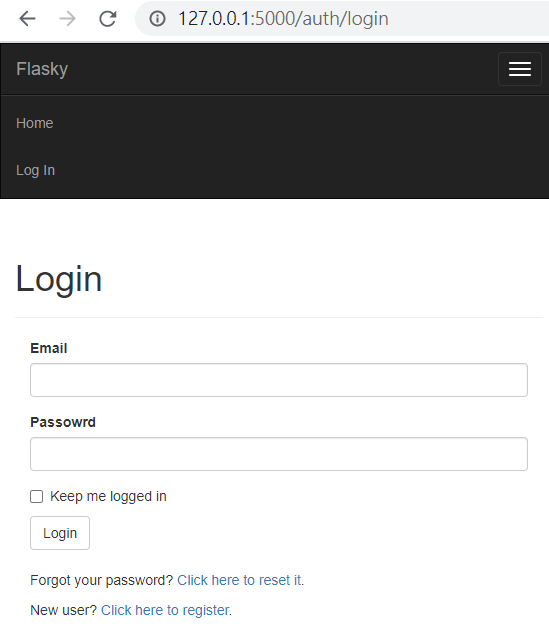 127.0.0.1:5000/auth/login
Flasky
Home
Log In
Login
Email
Passowrd
Keep me logged in
Login
Forgot your password? Click here to reset it.
New user? Click here to register.